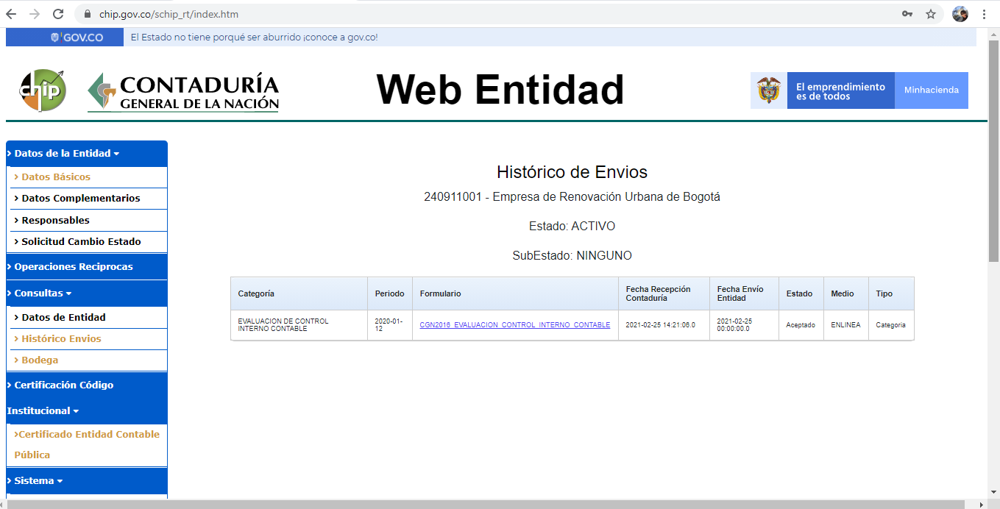 chip.gov.co/schip_rt/index.htm
GOV.CO
El Estado no tiene porqué ser aburrido ¡conoce a gov.co!
chip
CONTADURÍA
GENERAL DE LA NACIÓN
Web Entidad
El emprendimiento
es de todos
Minhacienda
Datos de la Entidad
Datos Básicos
Datos Complementarios
Responsables
Solicitud Cambio Estado
Operaciones Reciprocas
Consultas
Datos de Entidad
Histórico Envios
Bodega
Certificación Código
Institucional
Certificado Entidad Contable
Pública
Sistema
Histórico de Envios
240911001 - Empresa de Renovación Urbana de Bogotá
Estado: ACTIVO
SubEstado: NINGUNO
Categoría
Periodo
Formulario
Fecha Recepción
Contaduría
Fecha Envío
Entidad
Estado
Medio
Tipo
EVALUACION DE CONTROL
INTERNO CONTABLE
2020-01-
12
CGN2016_EVALUACION_CONTROL_INTERNO_CONTABLE
2021-02-25 14:21:06.0
2021-02-25
00:00:00.0
Aceptado
ENLINEA
Categoria